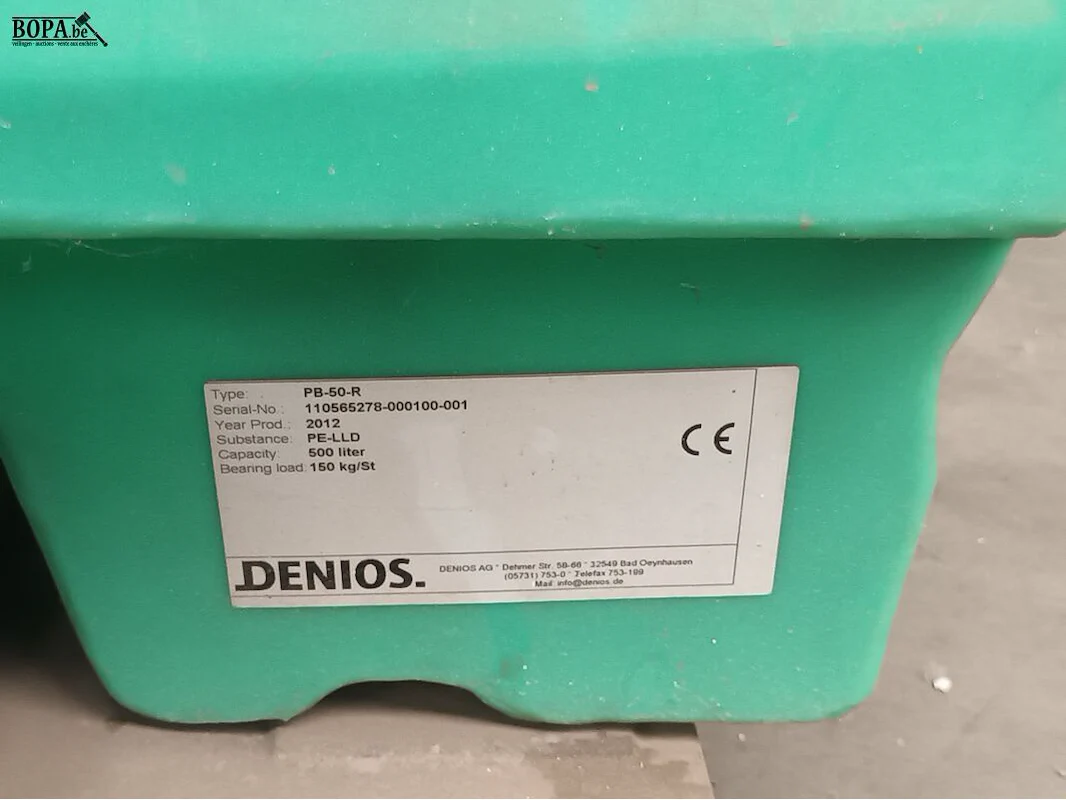 BOPA.be
veilingen - auctions - vente aux enchères
Type: PB-50-R
Serial-No.: 110565278-000100-001
Year Prod.: 2012
Substance: PE-LLD
Capacity: 500 liter
Bearing load: 150 kg/St
CE
DENIOS.
DENIOS AG * Dehmer Str. 58-66 * 32549 Bad Oeynhausen
(05731) 753-0 * Telefax 753-199
Mail: info@denios.de